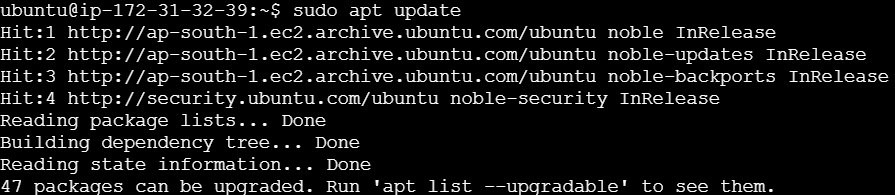 ubuntu@ip-172-31-32-39:~$ sudo apt update
Hit:1 http://ap-south-1.ec2.archive.ubuntu.com/ubuntu noble InRelease
Hit:2 http://ap-south-1.ec2.archive.ubuntu.com/ubuntu noble-updates InRelease
Hit:3 http://ap-south-1.ec2.archive.ubuntu.com/ubuntu noble-backports InRelease
Hit:4 http://security.ubuntu.com/ubuntu noble-security InRelease
Reading package lists... Done
Building dependency tree... Done
Reading state information... Done
47 packages can be upgraded. Run 'apt list --upgradable' to see them.